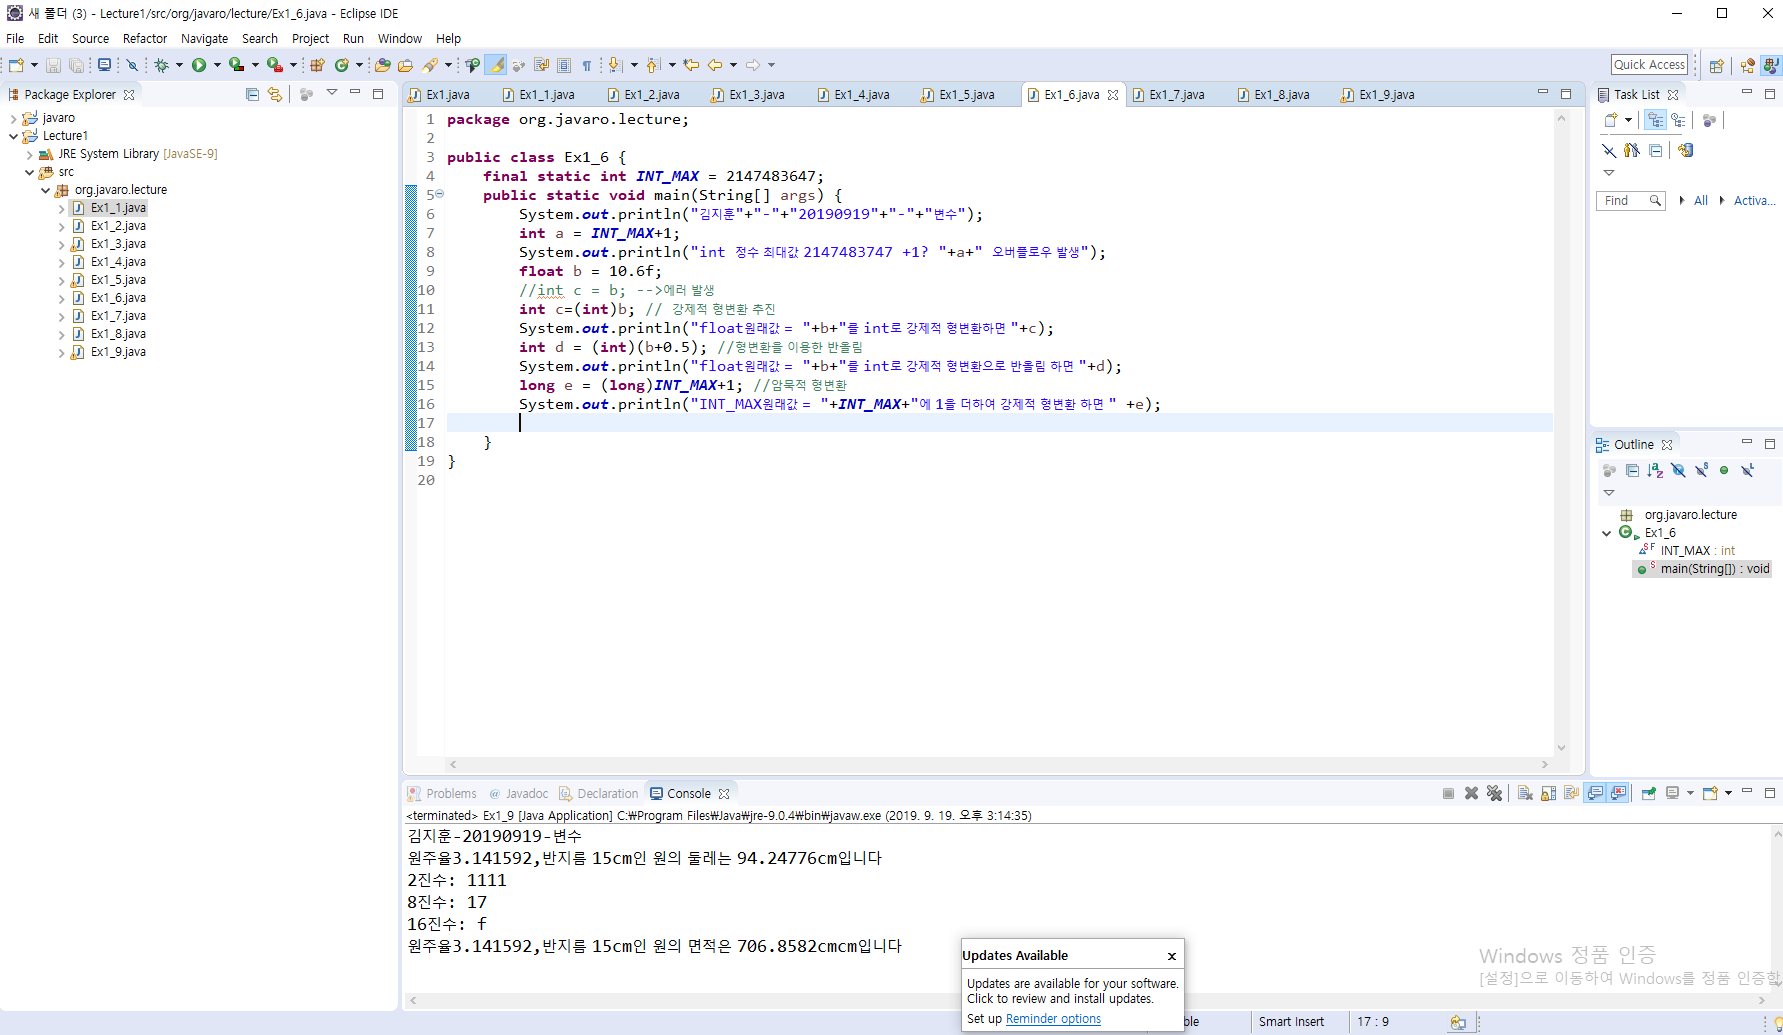 새 폴더 (3) - Lecture1/src/org/javaro/lecture/Ex1_6.java - Eclipse IDE
File Edit Source Refactor Navigate Search Project Run Window Help
Quick Access
Package Explorer
javaro
Lecture1
JRE System Library [JavaSE-9]
src
org.javaro.lecture
Ex1_1.java
Ex1_2.java
Ex1_3.java
Ex1_4.java
Ex1_5.java
Ex1_6.java
Ex1_7.java
Ex1_8.java
Ex1_9.java
Ex1.java Ex1_1.java Ex1_2.java Ex1_3.java Ex1_4.java Ex1_5.java Ex1_6.java Ex1_7.java Ex1_8.java Ex1_9.java
1 package org.javaro.lecture;
2
3 public class Ex1_6 {
4 final static int INT_MAX = 2147483647;
5 public static void main(String[] args) {
6 System.out.println("김지훈"+"-"+"20190919"+"-"+"변수");
7 int a = INT_MAX+1;
8 System.out.println("int 정수 최대값 2147483747 +1? "+a+" 오버플로우 발생");
9 float b = 10.6f;
10 //int c = b; -->에러 발생
11 int c=(int)b; // 강제적 형변환 추진
12 System.out.println("float원래값 = "+b+"를 int로 강제적 형변환하면 "+c);
13 int d = (int)(b+0.5); //형변환을 이용한 반올림
14 System.out.println("float원래값 = "+b+"를 int로 강제적 형변환으로 반올림 하면 "+d);
15 long e = (long)INT_MAX+1; //암묵적 형변환
16 System.out.println("INT_MAX원래값 = "+INT_MAX+"에 1을 더하여 강제적 형변환 하면 " +e);
17
18 }
19 }
20
Task List
Find All Activa...
Outline
org.javaro.lecture
Ex1_6
INT_MAX : int
main(String[]) : void
Problems Javadoc Declaration Console
<terminated> Ex1_9 [Java Application] C:₩Program Files₩Java₩jre-9.0.4₩bin₩javaw.exe (2019. 9. 19. 오후 3:14:35)
김지훈-20190919-변수
원주율3.141592,반지름 15cm인 원의 둘레는 94.24776cm입니다
2진수: 1111
8진수: 17
16진수: f
원주율3.141592,반지름 15cm인 원의 면적은 706.8582cmcm입니다
Updates Available
Updates are available for your software.
Click to review and install updates.
Set up Reminder options
Windows 정품 인증
[설정]으로 이동하여 Windows를 정품 인증합
ble Smart Insert 17 : 9